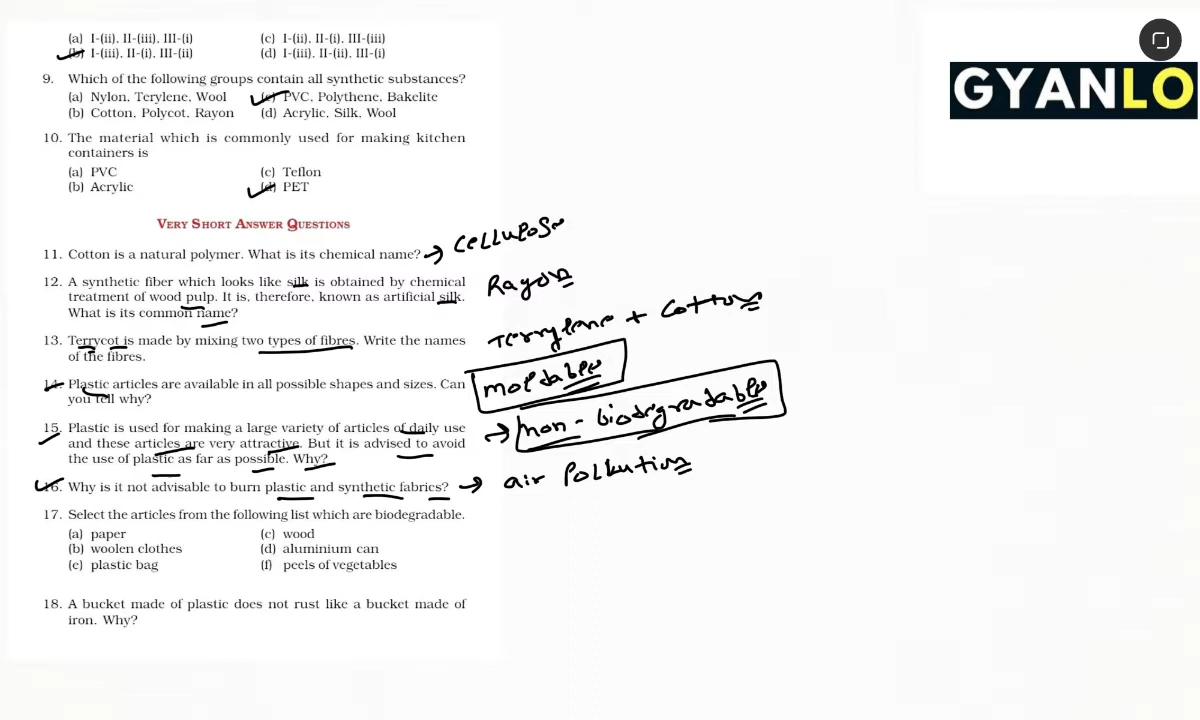 (a) I-(ii), II-(iii), III-(i) (c) I-(ii), II-(i), III-(iii)
(b) I-(iii), II-(i), III-(ii) (d) I-(iii), II-(ii), III-(i)
GYANLO
9. Which of the following groups contain all synthetic substances?
(a) Nylon, Terylene, Wool (c) PVC, Polythene, Bakelite
(b) Cotton, Polycot, Rayon (d) Acrylic, Silk, Wool
10. The material which is commonly used for making kitchen
containers is
(a) PVC (c) Teflon
(b) Acrylic (d) PET
VERY SHORT ANSWER QUESTIONS
11. Cotton is a natural polymer. What is its chemical name? → Cellulose
12. A synthetic fiber which looks like silk is obtained by chemical
treatment of wood pulp. It is, therefore, known as artificial silk.
What is its common name?
Rayon
13. Terrycot is made by mixing two types of fibres. Write the names
of the fibres.
Terrylene + Cotton
14. Plastic articles are available in all possible shapes and sizes. Can
you tell why?
moldable
15. Plastic is used for making a large variety of articles of daily use
and these articles are very attractive. But it is advised to avoid
the use of plastic as far as possible. Why?
→ non-biodegradable
16. Why is it not advisable to burn plastic and synthetic fabrics? → air Pollution
17. Select the articles from the following list which are biodegradable.
(a) paper (c) wood
(b) woolen clothes (d) aluminium can
(e) plastic bag (f) peels of vegetables
18. A bucket made of plastic does not rust like a bucket made of
iron. Why?